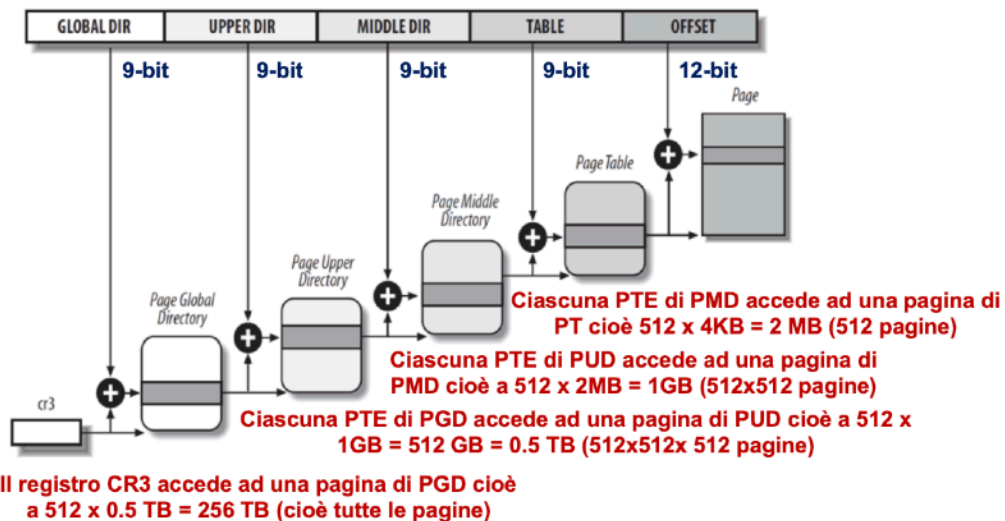 GLOBAL DIR UPPER DIR MIDDLE DIR TABLE OFFSET
9-bit 9-bit 9-bit 9-bit 12-bit
Page
Page Table
Page Middle
Directory
Page Upper
Directory
Page Global
Directory
cr3
Ciascuna PTE di PMD accede ad una pagina di
PT cioè 512 x 4KB = 2 MB (512 pagine)
Ciascuna PTE di PUD accede ad una pagina di
PMD cioè a 512 x 2MB = 1GB (512x512 pagine)
Ciascuna PTE di PGD accede ad una pagina di PUD cioè a 512 x
1GB = 512 GB = 0.5 TB (512x512x 512 pagine)
Il registro CR3 accede ad una pagina di PGD cioè
a 512 x 0.5 TB = 256 TB (cioè tutte le pagine)